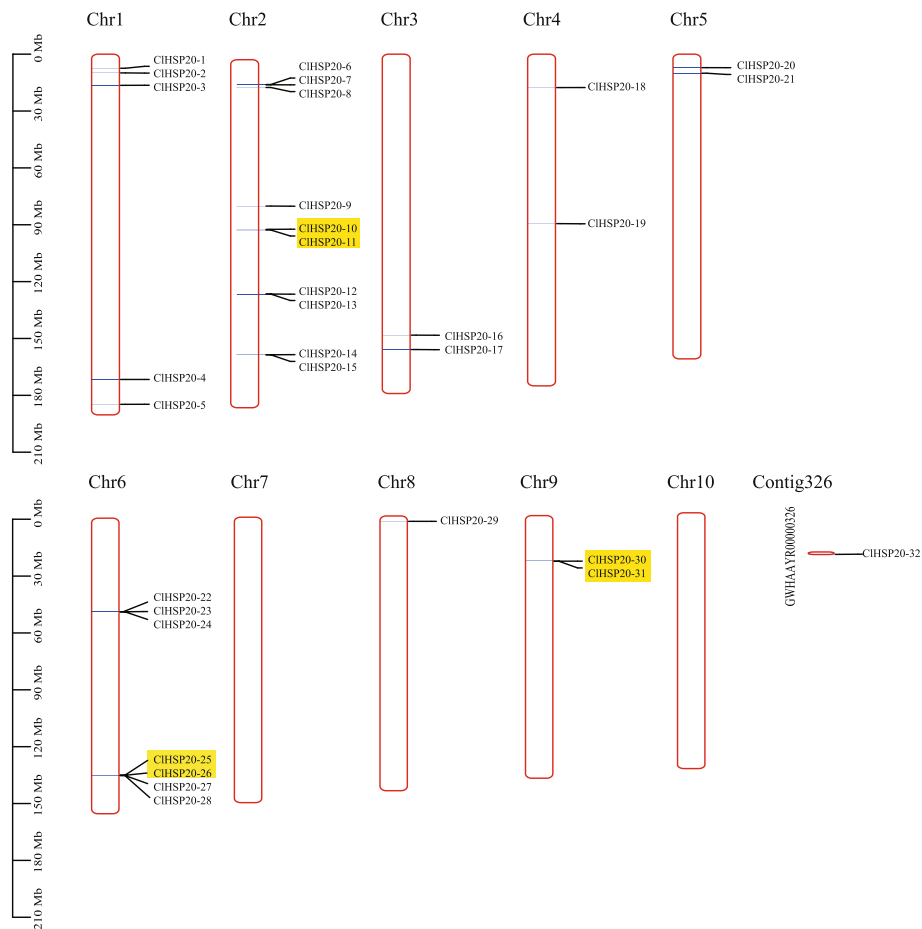 Chr1
Chr2
Chr3
Chr4
Chr5
0 Mb
30 Mb
60 Mb
90 Mb
120 Mb
150 Mb
180 Mb
210 Mb
ClHSP20-1
ClHSP20-2
ClHSP20-3
ClHSP20-4
ClHSP20-5
ClHSP20-6
ClHSP20-7
ClHSP20-8
ClHSP20-9
ClHSP20-10
ClHSP20-11
ClHSP20-12
ClHSP20-13
ClHSP20-14
ClHSP20-15
ClHSP20-16
ClHSP20-17
ClHSP20-18
ClHSP20-19
ClHSP20-20
ClHSP20-21
Chr6
Chr7
Chr8
Chr9
Chr10
Contig326
0 Mb
30 Mb
60 Mb
90 Mb
120 Mb
150 Mb
180 Mb
210 Mb
ClHSP20-22
ClHSP20-23
ClHSP20-24
ClHSP20-25
ClHSP20-26
ClHSP20-27
ClHSP20-28
ClHSP20-29
ClHSP20-30
ClHSP20-31
GWHAAYR00000326
ClHSP20-32